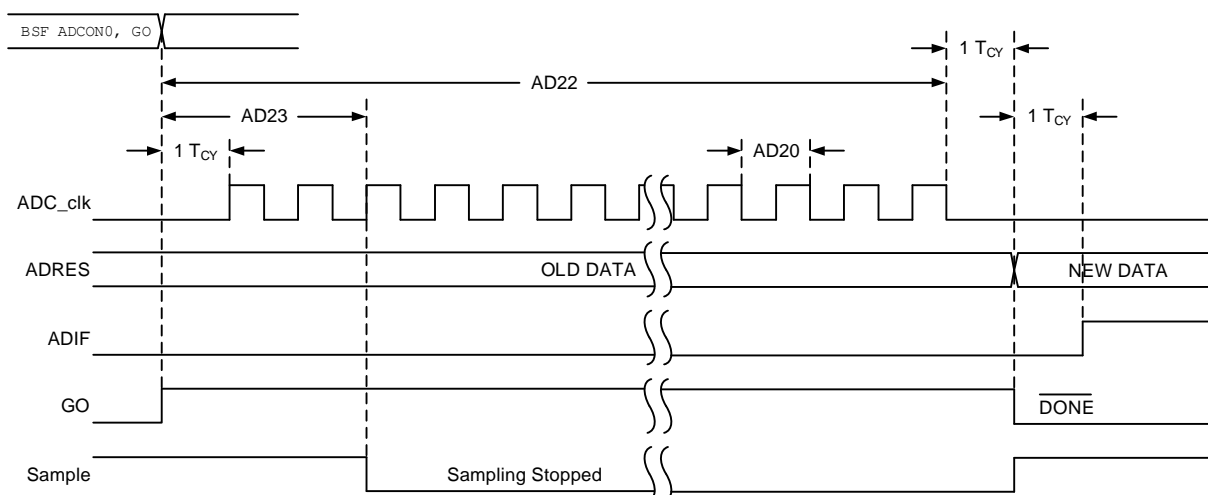 BSF ADCON0, GO
1 TCY
AD22
AD23
1 TCY
1 TCY
AD20
ADC_clk
ADRES
OLD DATA
NEW DATA
ADIF
GO
DONE
Sample
Sampling Stopped